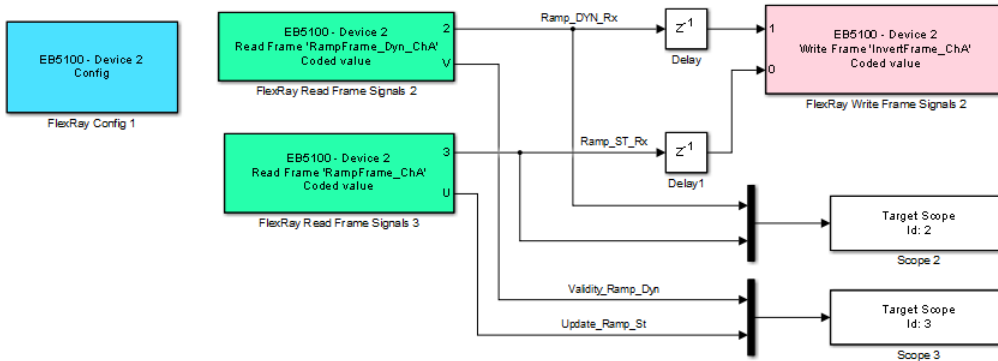 EB5100 - Device 2
Config
FlexRay Config 1
EB5100 - Device 2
Read Frame 'RampFrame_Dyn_ChA'
Coded value
2
V
FlexRay Read Frame Signals 2
Ramp_DYN_Rx
z-1
Delay
1
0
EB5100 - Device 2
Write Frame 'InvertFrame_ChA'
Coded value
FlexRay Write Frame Signals 2
EB5100 - Device 2
Read Frame 'RampFrame_ChA'
Coded value
3
U
FlexRay Read Frame Signals 3
Ramp_ST_Rx
z-1
Delay1
Target Scope
Id: 2
Scope 2
Validity_Ramp_Dyn
Update_Ramp_St
Target Scope
Id: 3
Scope 3